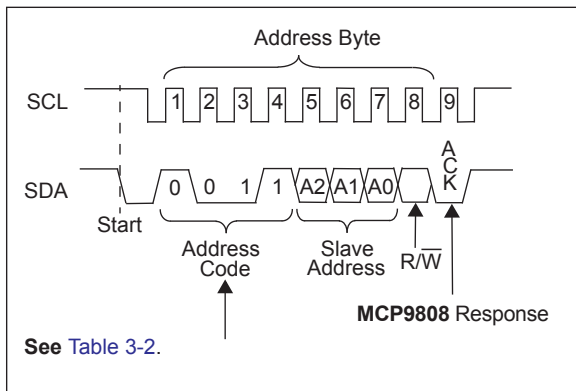 Address Byte
SCL 1 2 3 4 5 6 7 8 9
SDA 0 0 1 1 A2 A1 A0 ACK
Start
Address Code
Slave Address
R/W̅
MCP9808 Response
See Table 3-2.